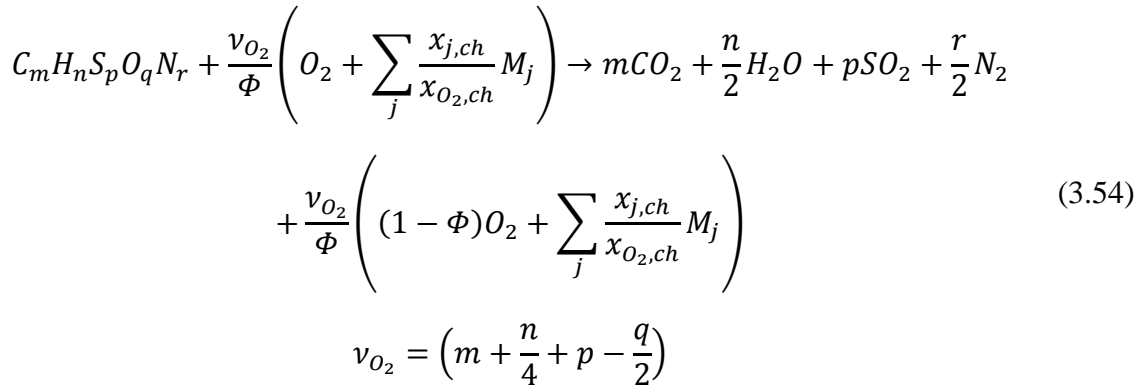 $C_mH_nS_pO_qN_r + \frac{\nu_{O_2}}{\Phi}\left(O_2 + \sum_j \frac{x_{j,ch}}{x_{O_2,ch}} M_j\right) \rightarrow mCO_2 + \frac{n}{2}H_2O + pSO_2 + \frac{r}{2}N_2$
$+ \frac{\nu_{O_2}}{\Phi}\left((1 - \Phi)O_2 + \sum_j \frac{x_{j,ch}}{x_{O_2,ch}} M_j\right)$ (3.54)
$\nu_{O_2} = \left(m + \frac{n}{4} + p - \frac{q}{2}\right)$